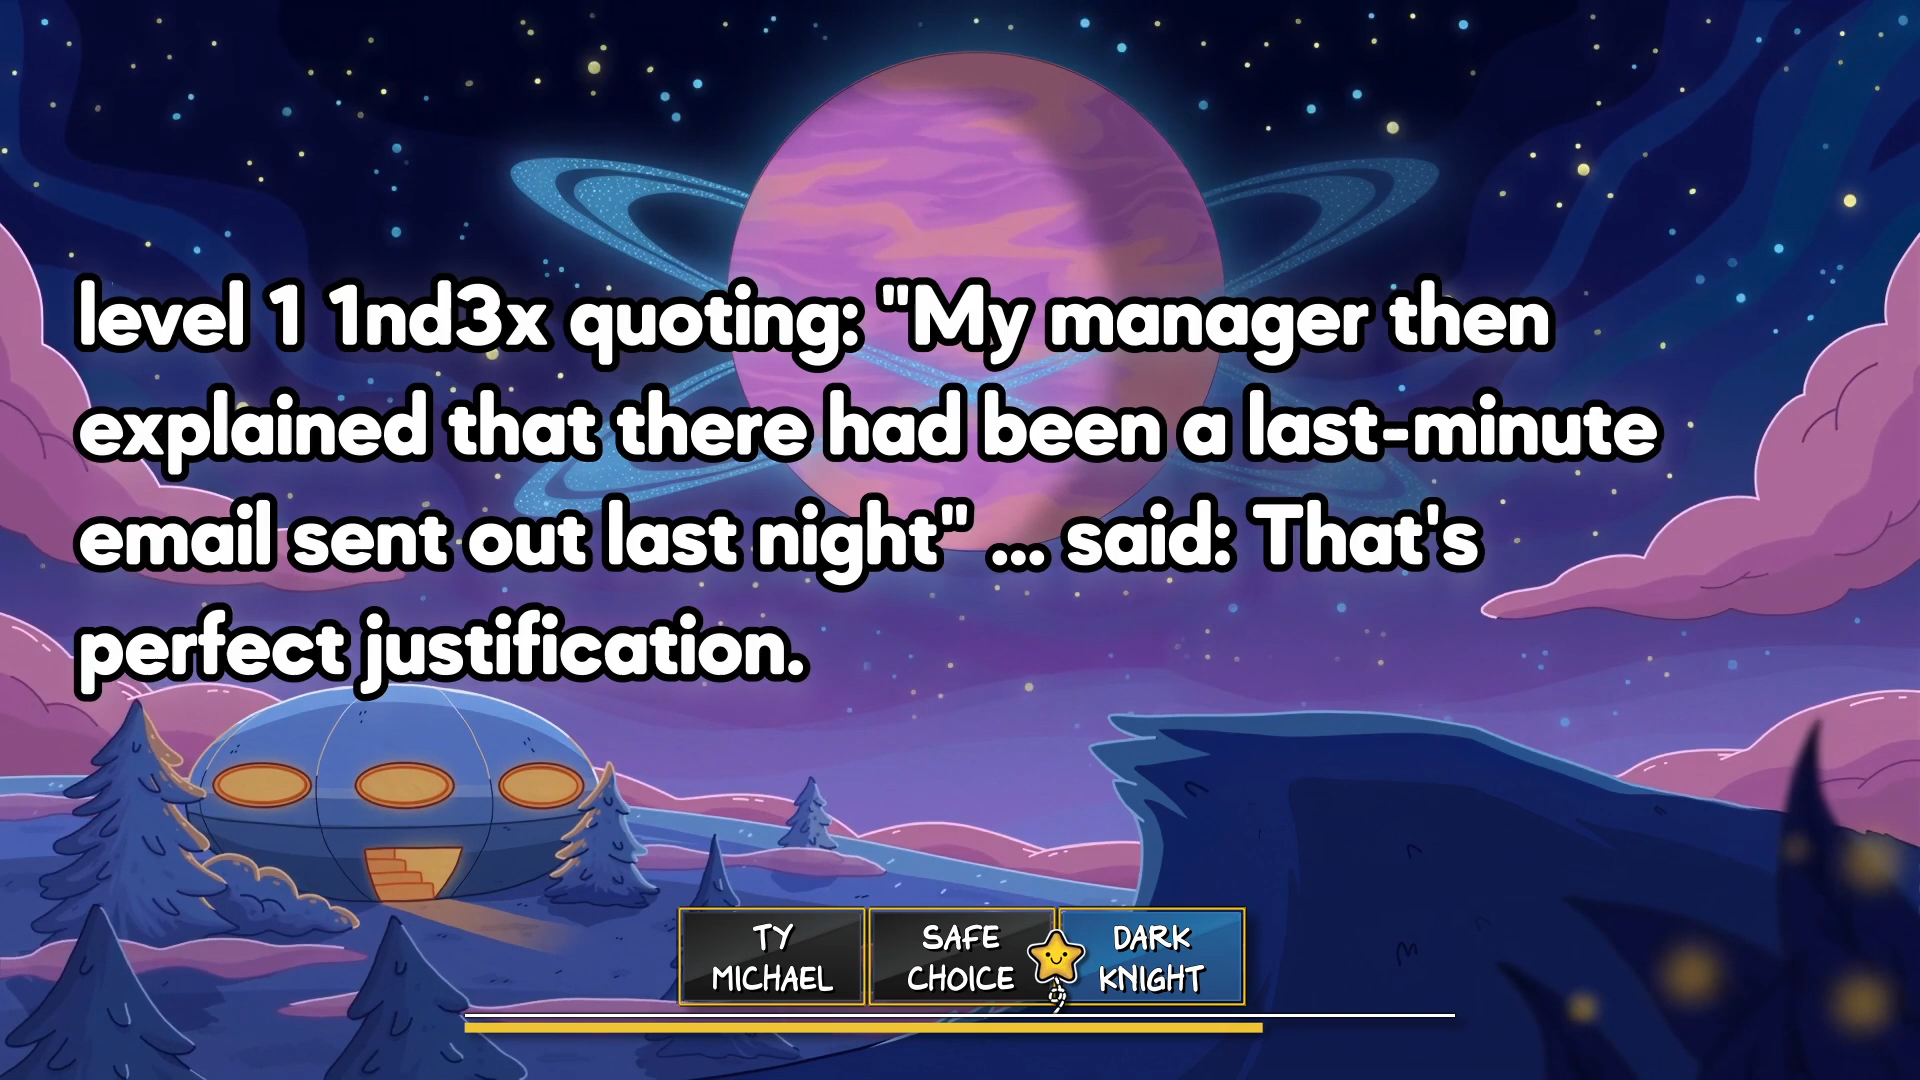 level 1 1nd3x quoting: "My manager then
explained that there had been a last-minute
email sent out last night" ... said: That's
perfect justification.
TY
MICHAEL
SAFE
CHOICE
DARK
KNIGHT